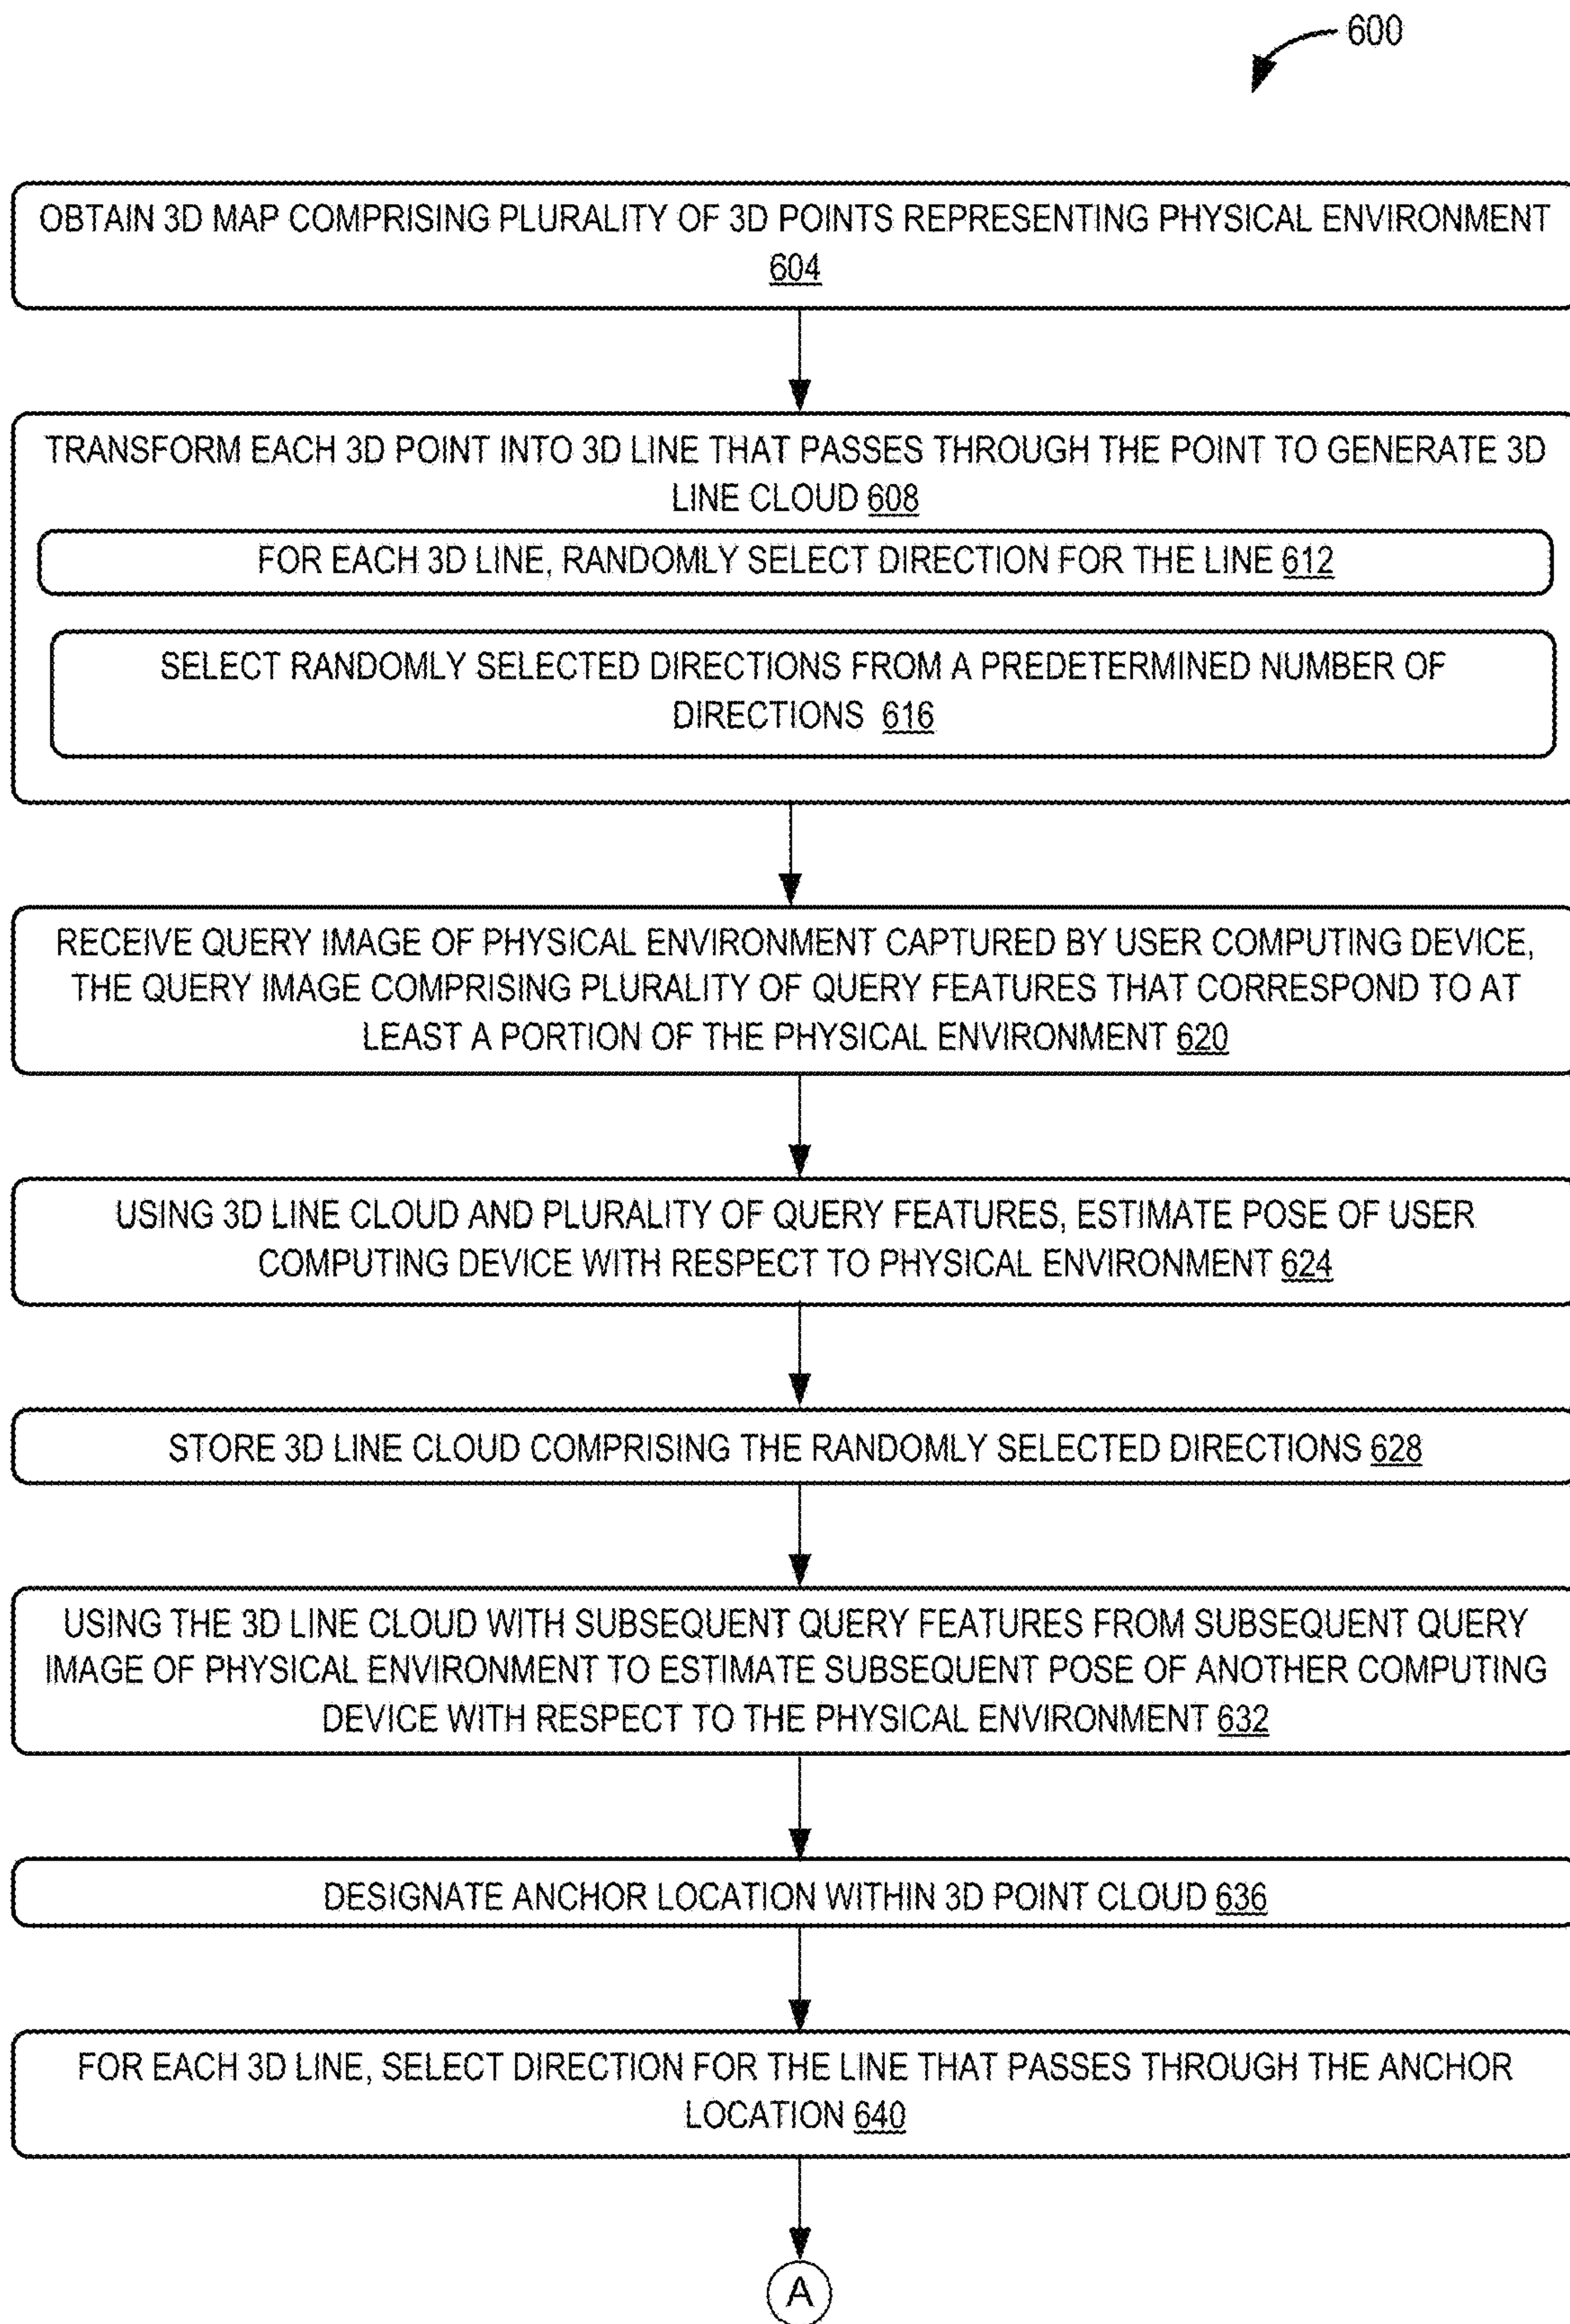 600
OBTAIN 3D MAP COMPRISING PLURALITY OF 3D POINTS REPRESENTING PHYSICAL ENVIRONMENT
604
TRANSFORM EACH 3D POINT INTO 3D LINE THAT PASSES THROUGH THE POINT TO GENERATE 3D
LINE CLOUD 608
FOR EACH 3D LINE, RANDOMLY SELECT DIRECTION FOR THE LINE 612
SELECT RANDOMLY SELECTED DIRECTIONS FROM A PREDETERMINED NUMBER OF
DIRECTIONS 616
RECEIVE QUERY IMAGE OF PHYSICAL ENVIRONMENT CAPTURED BY USER COMPUTING DEVICE,
THE QUERY IMAGE COMPRISING PLURALITY OF QUERY FEATURES THAT CORRESPOND TO AT
LEAST A PORTION OF THE PHYSICAL ENVIRONMENT 620
USING 3D LINE CLOUD AND PLURALITY OF QUERY FEATURES, ESTIMATE POSE OF USER
COMPUTING DEVICE WITH RESPECT TO PHYSICAL ENVIRONMENT 624
STORE 3D LINE CLOUD COMPRISING THE RANDOMLY SELECTED DIRECTIONS 628
USING THE 3D LINE CLOUD WITH SUBSEQUENT QUERY FEATURES FROM SUBSEQUENT QUERY
IMAGE OF PHYSICAL ENVIRONMENT TO ESTIMATE SUBSEQUENT POSE OF ANOTHER COMPUTING
DEVICE WITH RESPECT TO THE PHYSICAL ENVIRONMENT 632
DESIGNATE ANCHOR LOCATION WITHIN 3D POINT CLOUD 636
FOR EACH 3D LINE, SELECT DIRECTION FOR THE LINE THAT PASSES THROUGH THE ANCHOR
LOCATION 640
A